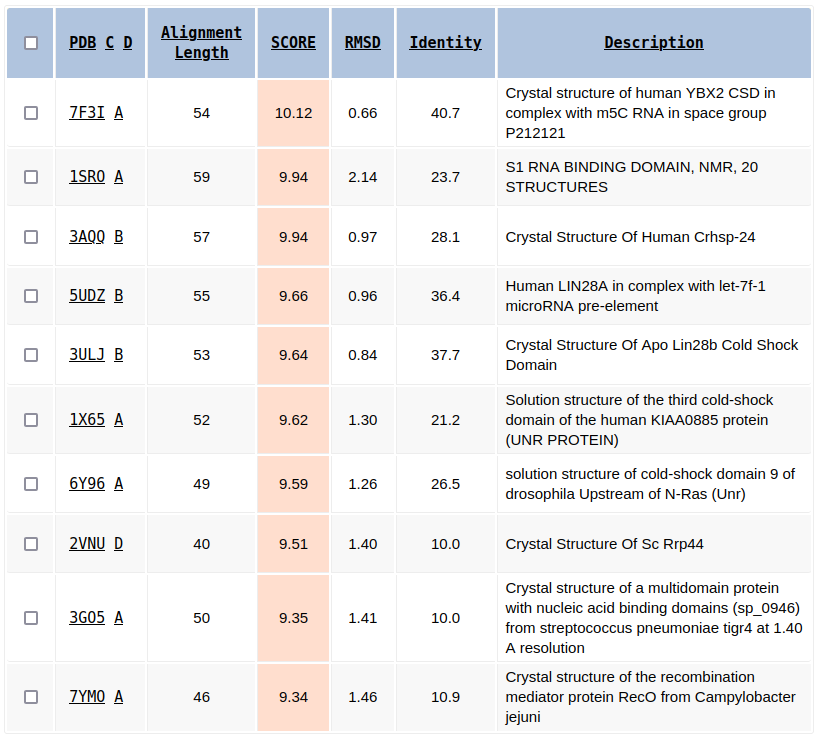 PDB C D Alignment Length SCORE RMSD Identity Description
7F3I A 54 10.12 0.66 40.7 Crystal structure of human YBX2 CSD in
complex with m5C RNA in space group
P212121
1SRO A 59 9.94 2.14 23.7 S1 RNA BINDING DOMAIN, NMR, 20
STRUCTURES
3AQQ B 57 9.94 0.97 28.1 Crystal Structure Of Human Crhsp-24
5UDZ B 55 9.66 0.96 36.4 Human LIN28A in complex with let-7f-1
microRNA pre-element
3ULJ B 53 9.64 0.84 37.7 Crystal Structure Of Apo Lin28b Cold Shock
Domain
1X65 A 52 9.62 1.30 21.2 Solution structure of the third cold-shock
domain of the human KIAA0885 protein
(UNR PROTEIN)
6Y96 A 49 9.59 1.26 26.5 solution structure of cold-shock domain 9 of
drosophila Upstream of N-Ras (Unr)
2VNU D 40 9.51 1.40 10.0 Crystal Structure Of Sc Rrp44
3GO5 A 50 9.35 1.41 10.0 Crystal structure of a multidomain protein
with nucleic acid binding domains (sp_0946)
from streptococcus pneumoniae tigr4 at 1.40
A resolution
7YMO A 46 9.34 1.46 10.9 Crystal structure of the recombination
mediator protein RecO from Campylobacter
jejuni